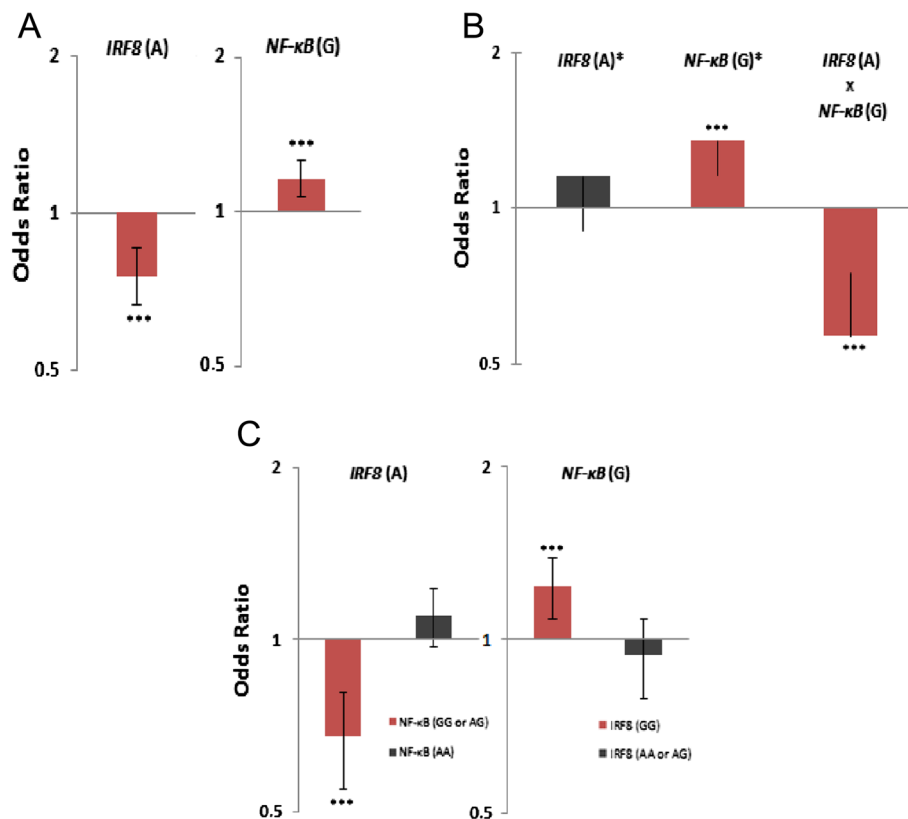 A
IRF8 (A)
NF-κB (G)
2
2
***
Odds Ratio
1
1
***
0.5
0.5
B
2
IRF8 (A)*
NF-κB (G)*
IRF8 (A)
x
NF-κB (G)
***
Odds Ratio
1
***
0.5
C
IRF8 (A)
NF-κB (G)
2
2
***
Odds Ratio
1
1
NF-κB (GG or AG)
NF-κB (AA)
IRF8 (GG)
IRF8 (AA or AG)
***
0.5
0.5